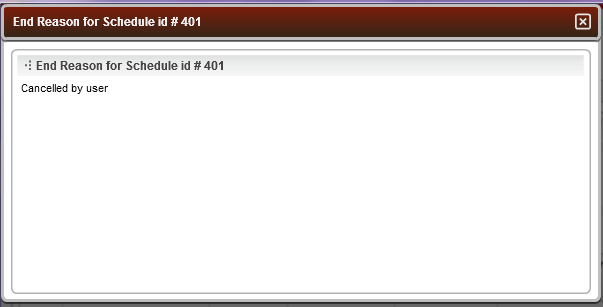 End Reason for Schedule id # 401
End Reason for Schedule id # 401
Cancelled by user